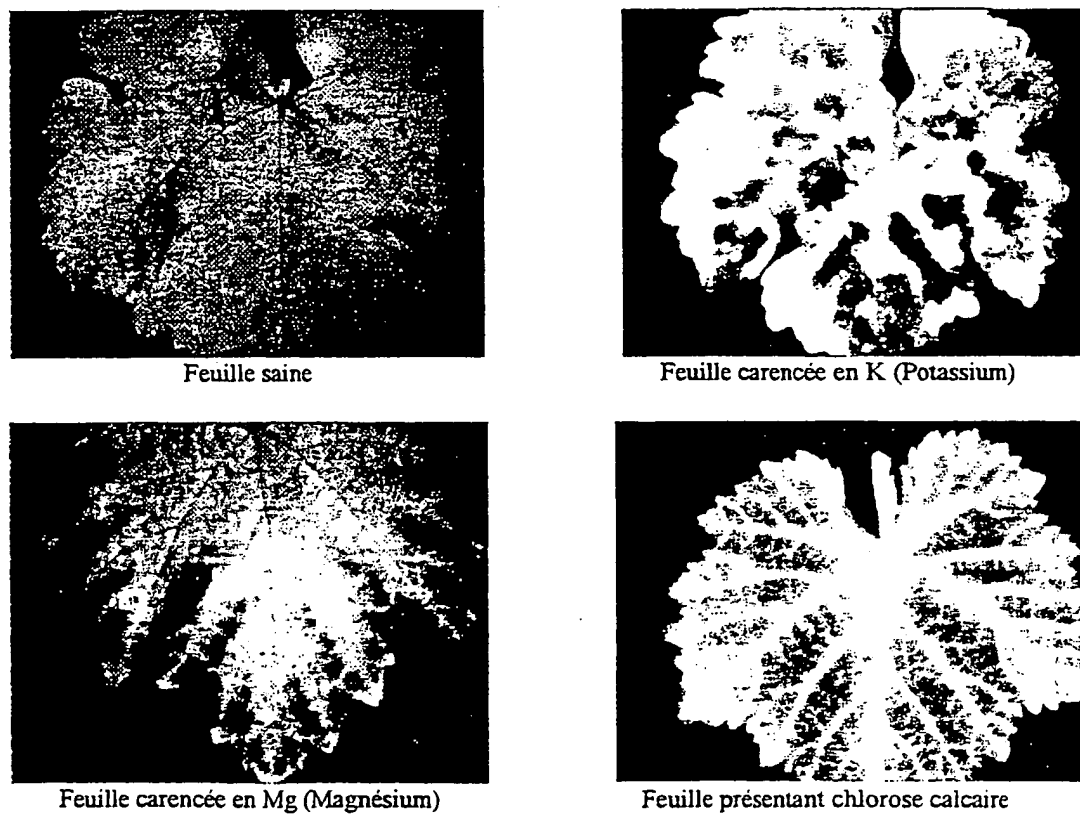 Feuille saine
Feuille carencée en K (Potassium)
Feuille carencée en Mg (Magnésium)
Feuille présentant chlorose calcaire